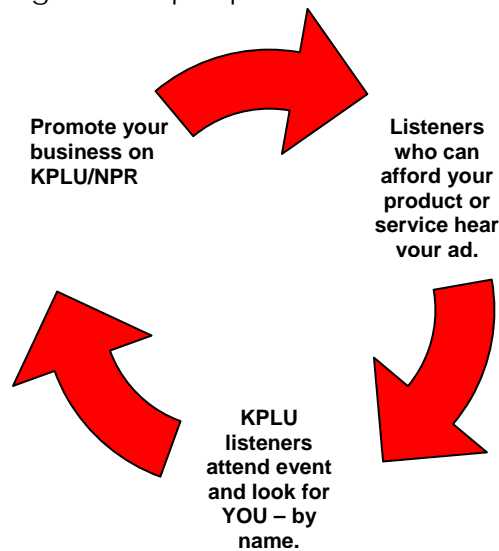 Promote your
business on
KPLU/NPR
Listeners
who can
afford your
product or
service hear
your ad.
KPLU
listeners
attend event
and look for
YOU – by
name.